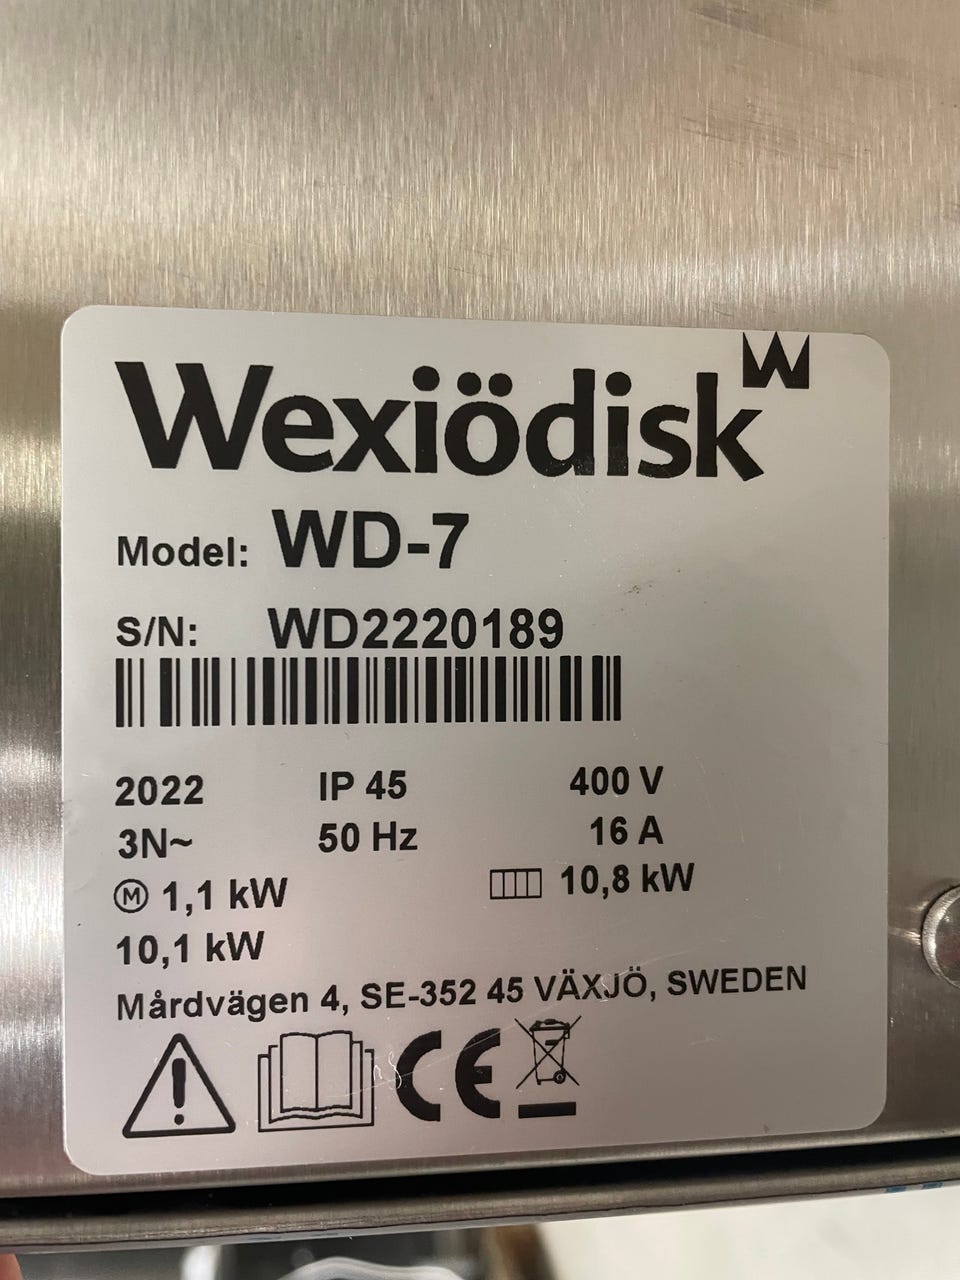 Wexiödisk
Model: WD-7
S/N: WD2220189
2022 IP 45 400 V
3N~ 50 Hz 16 A
M 1,1 kW 10,8 kW
10,1 kW
Mårdvägen 4, SE-352 45 VÄXJÖ, SWEDEN
CE